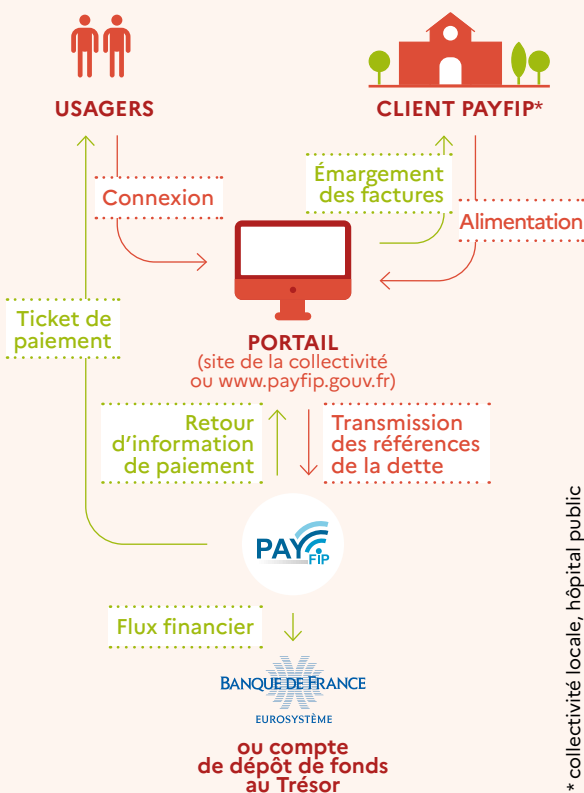 USAGERS
CLIENT PAYFIP*
Connexion
Émargement
des factures
Alimentation
Ticket de
paiement
PORTAIL
(site de la collectivité
ou www.payfip.gouv.fr)
Retour
d’information
de paiement
Transmission
des références
de la dette
PAYFiP
Flux financier
BANQUE DE FRANCE
EUROSYSTÈME
ou compte
de dépôt de fonds
au Trésor
* collectivité locale, hôpital public